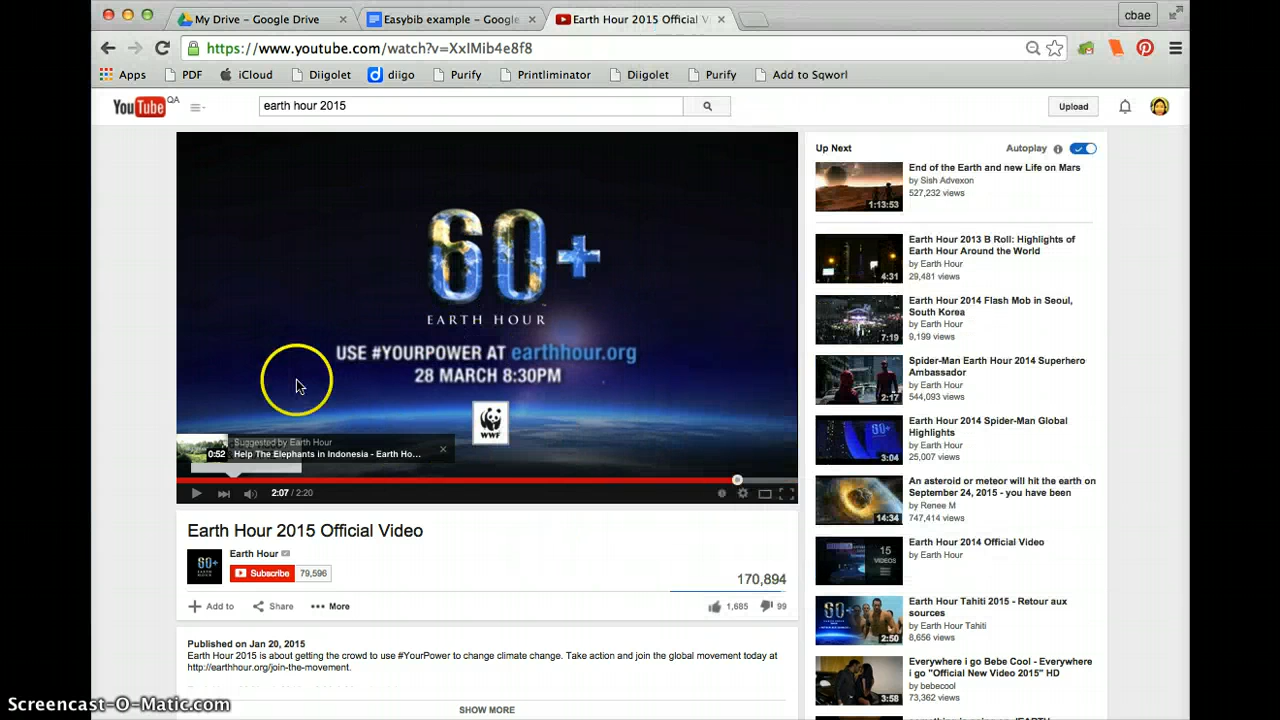 My Drive – Google Drive
Easybib example – Google
Earth Hour 2015 Official V
cbae
https://www.youtube.com/watch?v=XxIMib4e8f8
Apps
PDF
iCloud
Diigolet
diigo
Purify
Printliminator
Diigolet
Purify
Add to Sqworl
YouTube QA
earth hour 2015
Upload
60+
EARTH HOUR
USE #YOURPOWER AT earthhour.org
28 MARCH 8:30PM
WWF
Suggested by Earth Hour
0:52
Help The Elephants in Indonesia - Earth Ho...
2:07 / 2:20
Earth Hour 2015 Official Video
60+
Earth Hour
Subscribe 79,596
170,894
Add to
Share
More
1,685
99
Published on Jan 20, 2015
Earth Hour 2015 is about getting the crowd to use #YourPower to change climate change. Take action and join the global movement today at
http://earthhour.org/join-the-movement.
SHOW MORE
Up Next
Autoplay
End of the Earth and new Life on Mars
by Sish Advexon
527,232 views
1:13:53
Earth Hour 2013 B Roll: Highlights of
Earth Hour Around the World
by Earth Hour
29,481 views
4:31
Earth Hour 2014 Flash Mob in Seoul,
South Korea
by Earth Hour
9,199 views
7:19
Spider-Man Earth Hour 2014 Superhero
Ambassador
by Earth Hour
544,093 views
2:17
Earth Hour 2014 Spider-Man Global
Highlights
by Earth Hour
25,007 views
3:04
An asteroid or meteor will hit the earth on
September 24, 2015 - you have been
by Renee M
747,414 views
14:34
Earth Hour 2014 Official Video
by Earth Hour
15
VIDEOS
Earth Hour Tahiti 2015 - Retour aux
sources
by Earth Hour Tahiti
8,656 views
60+
2:50
Everywhere i go Bebe Cool - Everywhere
i go "Official New Video 2015" HD
by bebecool
73,362 views
3:58
Screencast-O-Matic.com